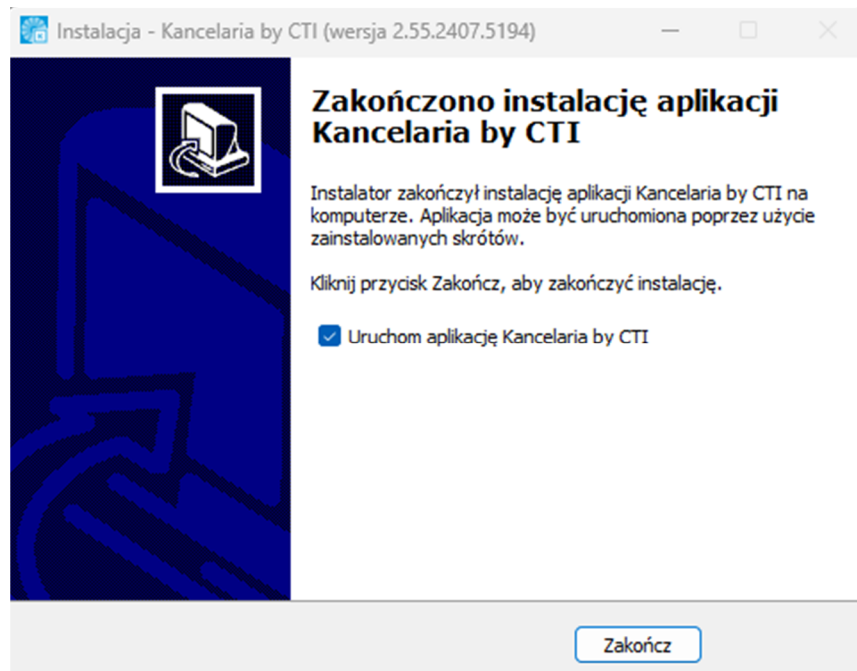 Instalacja - Kancelaria by CTI (wersja 2.55.2407.5194)
Zakończono instalację aplikacji
Kancelaria by CTI
Instalator zakończył instalację aplikacji Kancelaria by CTI na
komputerze. Aplikacja może być uruchomiona poprzez użycie
zainstalowanych skrótów.
Kliknij przycisk Zakończ, aby zakończyć instalację.
Uruchom aplikację Kancelaria by CTI
Zakończ